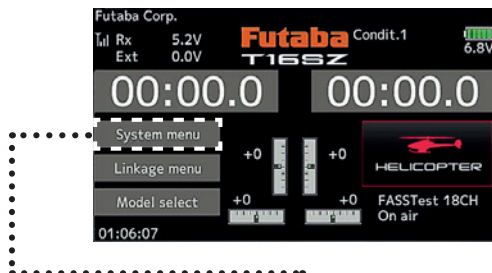 Futaba Corp.
Rx 5.2V
Ext 0.0V
Futaba
T16SZ
Condit.1
6.8V
00:00.0 00:00.0
System menu
Linkage menu
Model select
+0 +0
+0 +0
HELICOPTER
FASSTest 18CH
On air
01:06:07